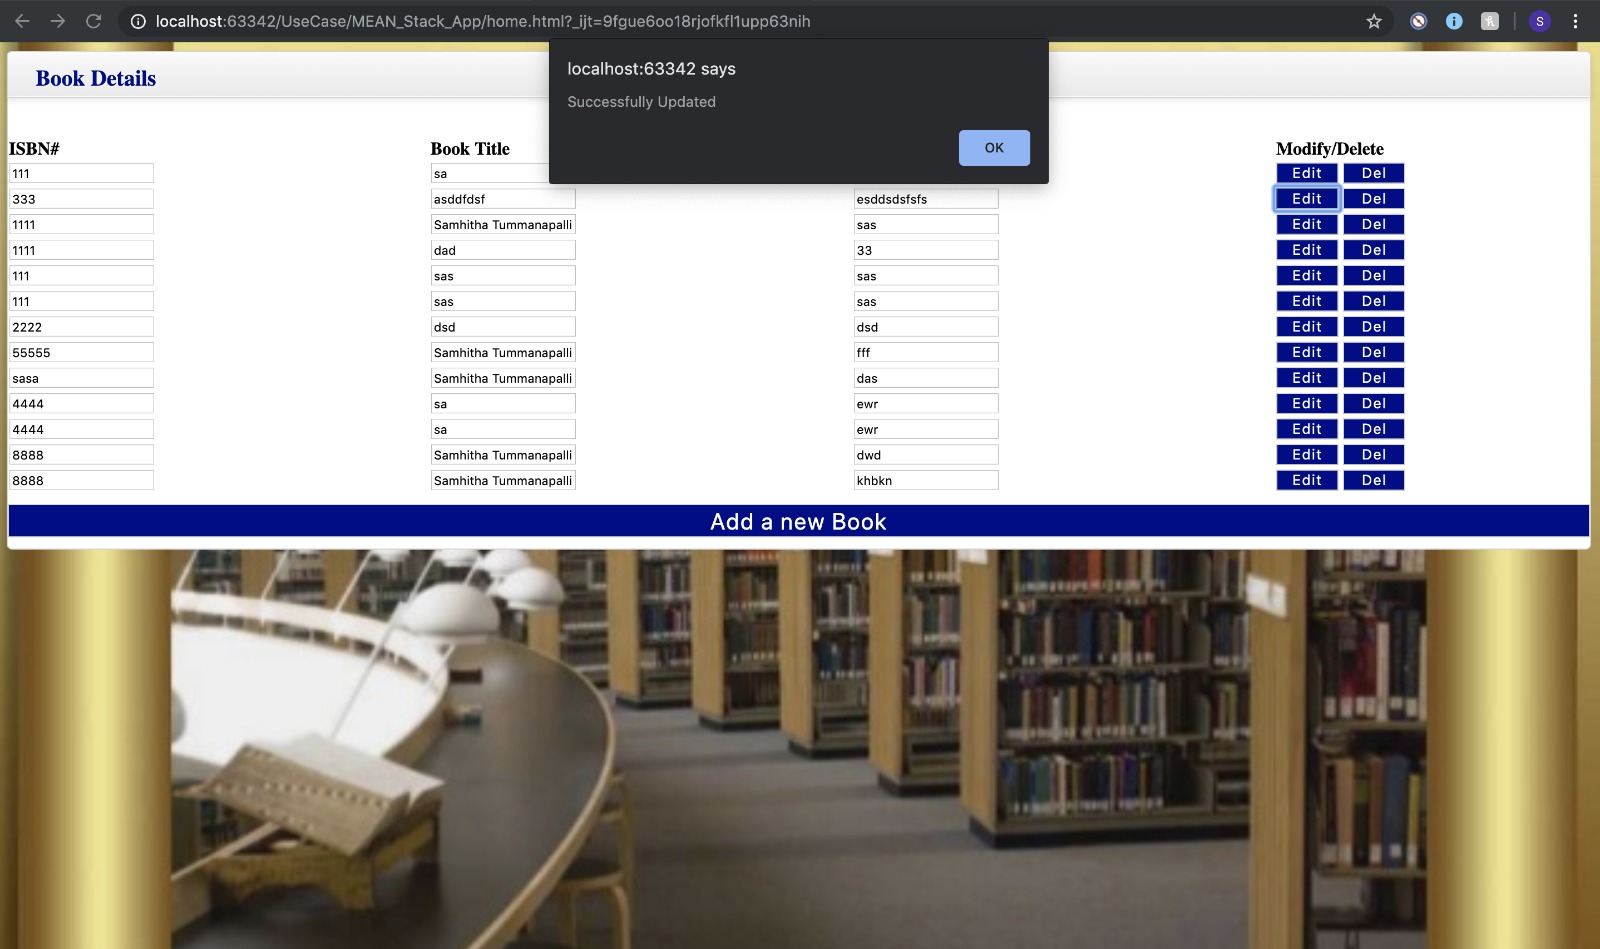 localhost:63342/UseCase/MEAN_Stack_App/home.html?_ijt=9fgue6oo18rjofkfl1upp63nih
S
localhost:63342 says
Successfully Updated
OK
Book Details
ISBN# Book Title Modify/Delete
111 sa Edit Del
333 asddfdsf esddsdsfsfs Edit Del
1111 Samhitha Tummanapalli sas Edit Del
1111 dad 33 Edit Del
111 sas sas Edit Del
111 sas sas Edit Del
2222 dsd dsd Edit Del
55555 Samhitha Tummanapalli fff Edit Del
sasa Samhitha Tummanapalli das Edit Del
4444 sa ewr Edit Del
4444 sa ewr Edit Del
8888 Samhitha Tummanapalli dwd Edit Del
8888 Samhitha Tummanapalli khbkn Edit Del
Add a new Book